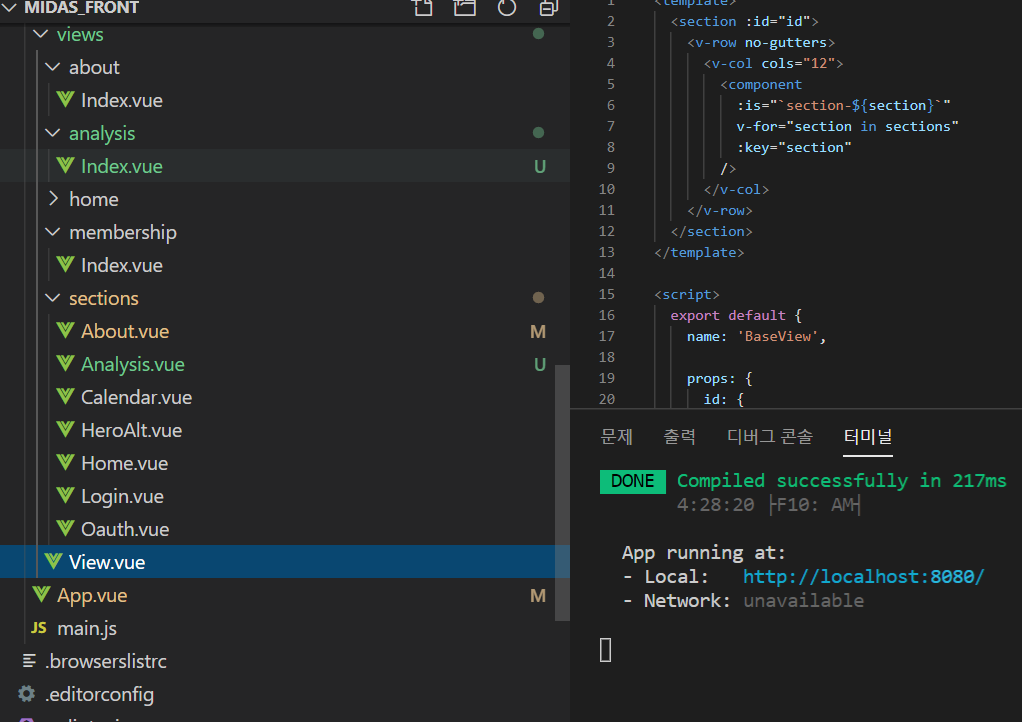 MIDAS_FRONT
views
about
Index.vue
analysis
Index.vue U
home
membership
Index.vue
sections
About.vue M
Analysis.vue U
Calendar.vue
HeroAlt.vue
Home.vue
Login.vue
Oauth.vue
View.vue
App.vue M
JS main.js
.browserslistrc
.editorconfig
1 <template>
2 <section :id="id">
3 <v-row no-gutters>
4 <v-col cols="12">
5 <component
6 :is="`section-${section}`"
7 v-for="section in sections"
8 :key="section"
9 />
10 </v-col>
11 </v-row>
12 </section>
13 </template>
14
15 <script>
16 export default {
17 name: 'BaseView',
18
19 props: {
20 id: {
문제 출력 디버그 콘솔 터미널
DONE Compiled successfully in 217ms
4:28:20 ├F10: AM┤
App running at:
- Local: http://localhost:8080/
- Network: unavailable